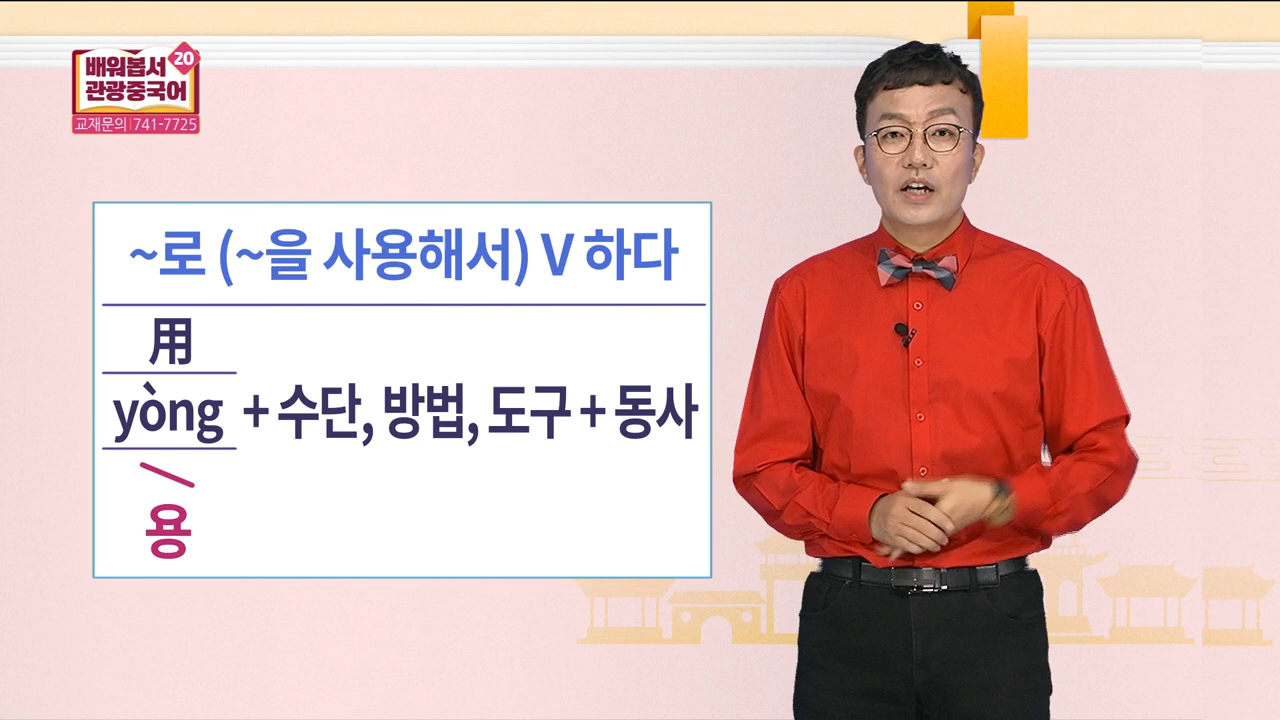 배워봅서 20
관광중국어
교재문의 | 741-7725
~로 (~을 사용해서) V 하다
用
yòng + 수단, 방법, 도구 + 동사
용